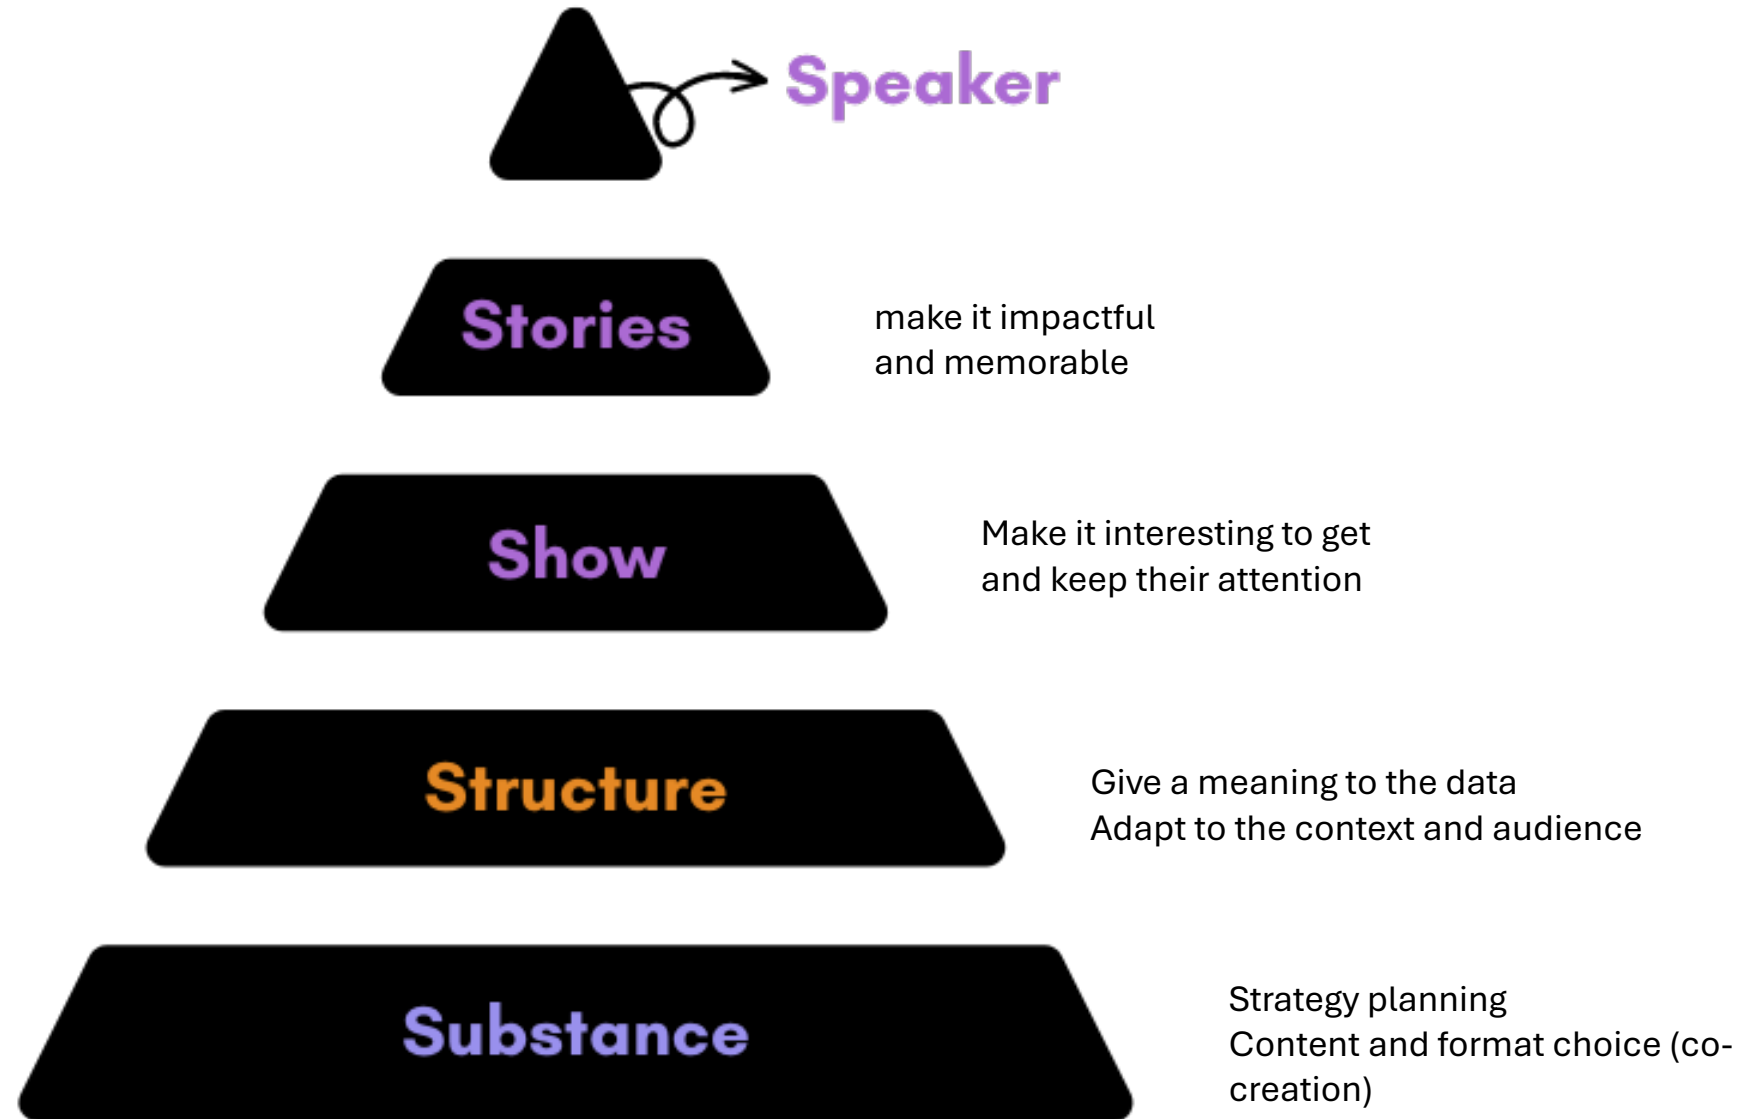 Speaker
Stories
make it impactful
and memorable
Show
Make it interesting to get
and keep their attention
Structure
Give a meaning to the data
Adapt to the context and audience
Substance
Strategy planning
Content and format choice (co-
creation)